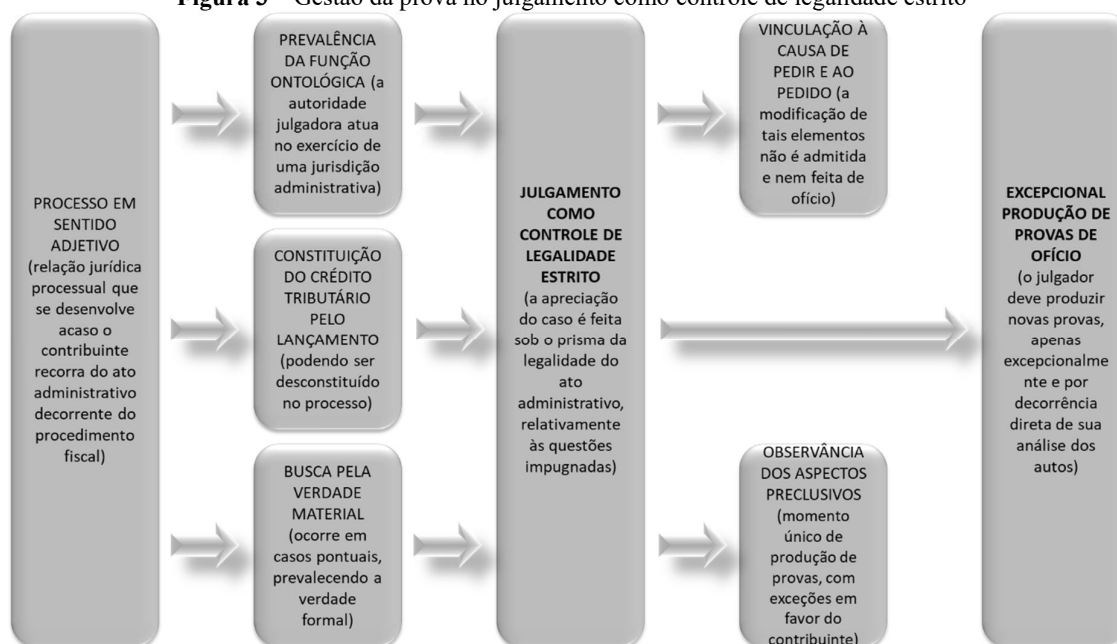 Figura 3 – Gestão da prova no julgamento como controle de legalidade estrito
PROCESSO EM
SENTIDO
ADJETIVO
(relação jurídica
processual que
se desenvolve
acaso o
contribuinte
recorra do ato
administrativo
decorrente do
procedimento
fiscal)
PREVALÊNCIA
DA FUNÇÃO
ONTOLÓGICA (a
autoridade
julgadora atua
no exercício de
uma jurisdição
administrativa)
CONSTITUIÇÃO
DO CRÉDITO
TRIBUTÁRIO
PELO
LANÇAMENTO
(podendo ser
desconstituído
no processo)
BUSCA PELA
VERDADE
MATERIAL
(ocorre em
casos pontuais,
prevalecendo a
verdade
formal)
JULGAMENTO
COMO
CONTROLE DE
LEGALIDADE
ESTRITO
(a apreciação
do caso é feita
sob o prisma da
legalidade do
ato
administrativo,
relativamente
às questões
impugnadas)
VINCULAÇÃO À
CAUSA DE
PEDIR E AO
PEDIDO (a
modificação de
tais elementos
não é admitida
e nem feita de
ofício)
OBSERVÂNCIA
DOS ASPECTOS
PRECLUSIVOS
(momento
único de
produção de
provas, com
exceções em
favor do
contribuinte)
EXCEPCIONAL
PRODUÇÃO DE
PROVAS DE
OFÍCIO
(o julgador
deve produzir
novas provas,
apenas
excepcionalme
nte e por
decorrência
direta de sua
análise dos
autos)